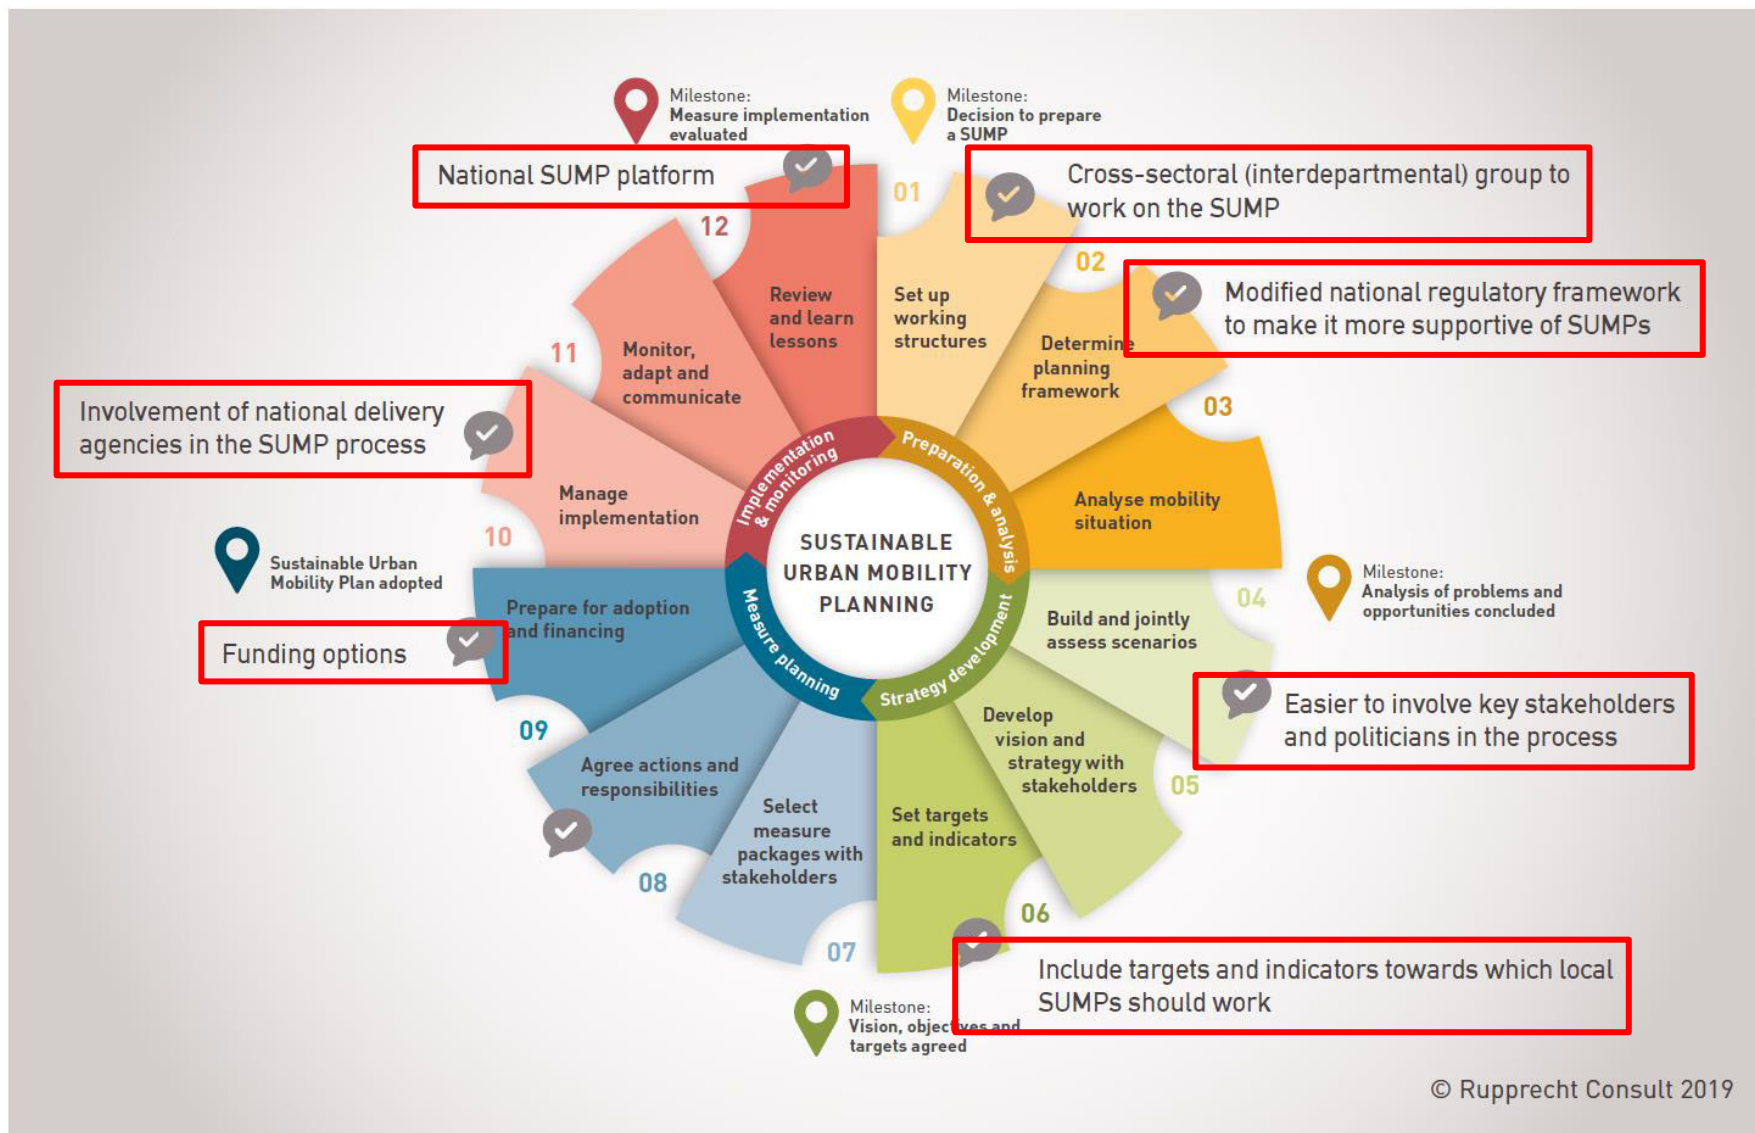 Milestone:
Measure implementation
evaluated
Milestone:
Decision to prepare
a SUMP
National SUMP platform
Cross-sectoral (interdepartmental) group to
work on the SUMP
Modified national regulatory framework
to make it more supportive of SUMPs
Involvement of national delivery
agencies in the SUMP process
Sustainable Urban
Mobility Plan adopted
Funding options
Milestone:
Analysis of problems and
opportunities concluded
Easier to involve key stakeholders
and politicians in the process
Include targets and indicators towards which local
SUMPs should work
Milestone:
Vision, objectives and
targets agreed
SUSTAINABLE
URBAN MOBILITY
PLANNING
Preparation & analysis
Strategy development
Measure planning
Implementation
& monitoring
01
Set up
working
structures
02
Determine
planning
framework
03
Analyse mobility
situation
04
Build and jointly
assess scenarios
05
Develop
vision and
strategy with
stakeholders
06
Set targets
and indicators
07
Select
measure
packages with
stakeholders
08
Agree actions and
responsibilities
09
Prepare for adoption
and financing
10
Manage
implementation
11
Monitor,
adapt and
communicate
12
Review
and learn
lessons
© Rupprecht Consult 2019